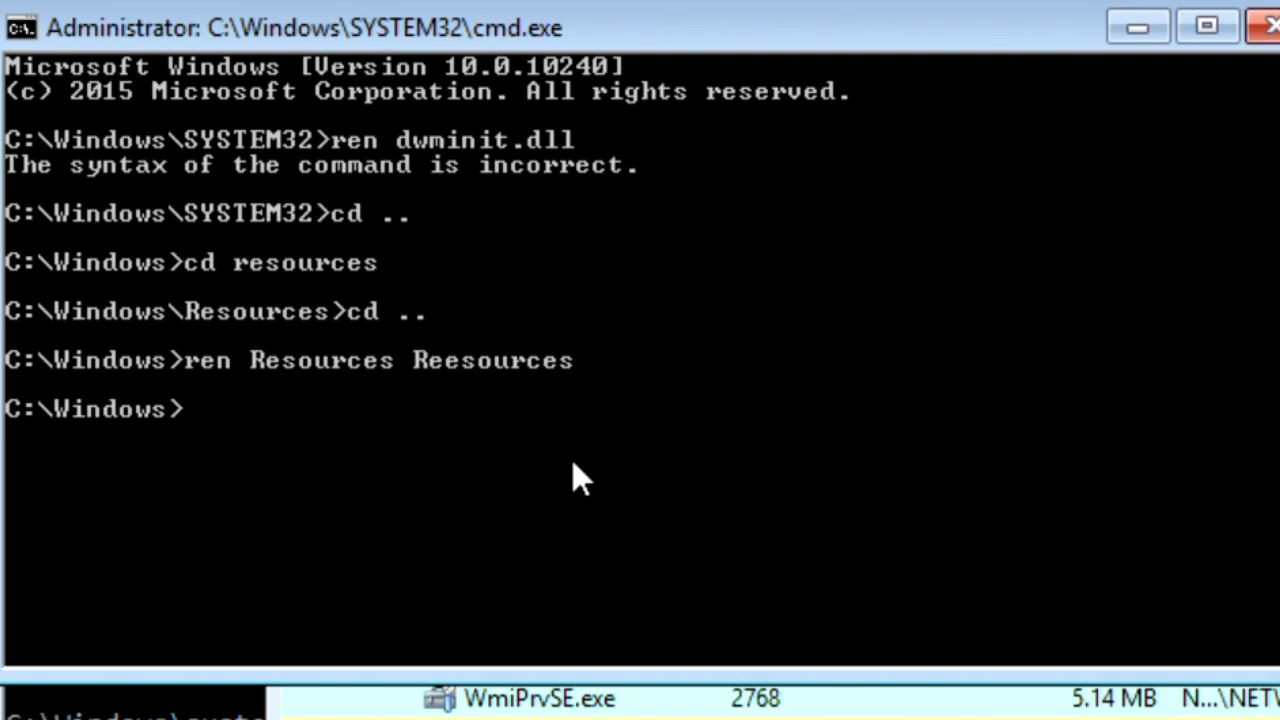 Administrator: C:\Windows\SYSTEM32\cmd.exe
Microsoft Windows [Version 10.0.10240]
(c) 2015 Microsoft Corporation. All rights reserved.
C:\Windows\SYSTEM32>ren dwminit.dll
The syntax of the command is incorrect.
C:\Windows\SYSTEM32>cd ..
C:\Windows>cd resources
C:\Windows\Resources>cd ..
C:\Windows>ren Resources Reesources
C:\Windows>
WmiPrvSE.exe 2768 5.14 MB N...\NETW